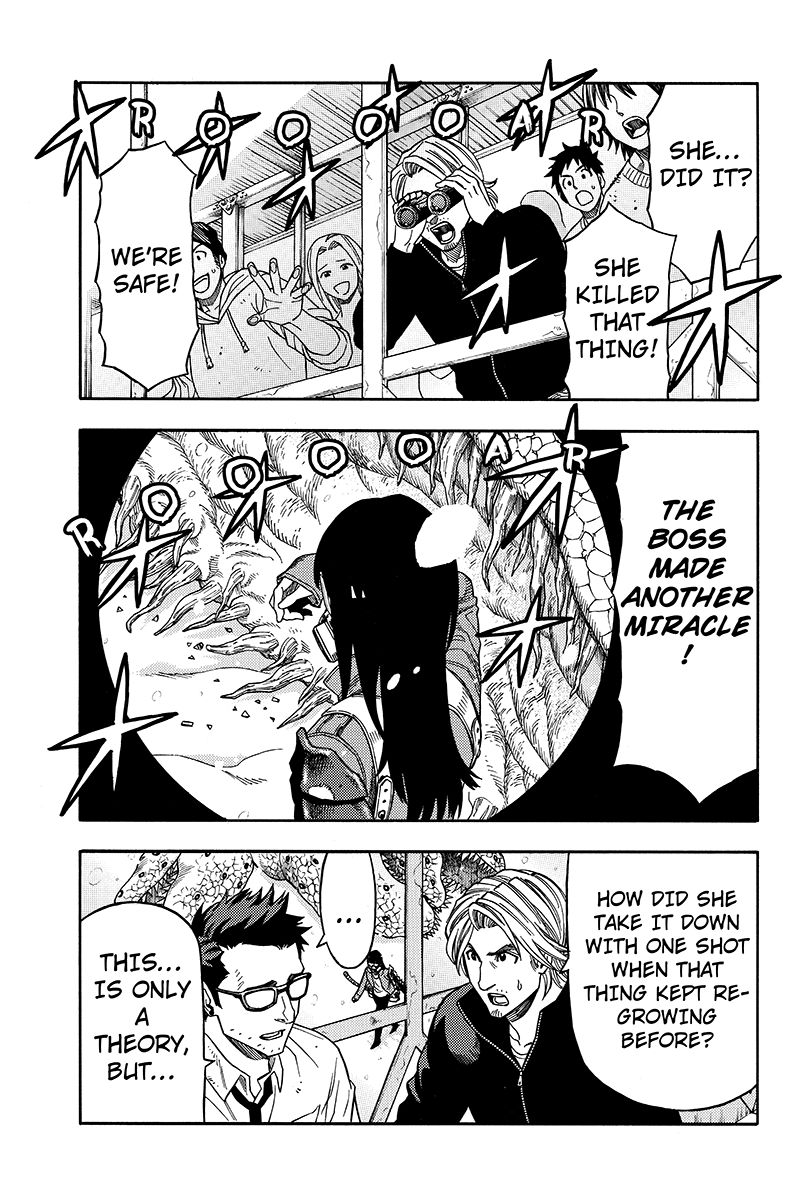 ROOOOAR
SHE...
DID IT?
SHE
KILLED
THAT
THING!
WE'RE
SAFE!
ROOOOAR
THE
BOSS
MADE
ANOTHER
MIRACLE
!
HOW DID SHE
TAKE IT DOWN
WITH ONE SHOT
WHEN THAT
THING KEPT RE-
GROWING
BEFORE?
...
THIS...
IS ONLY
A
THEORY,
BUT...